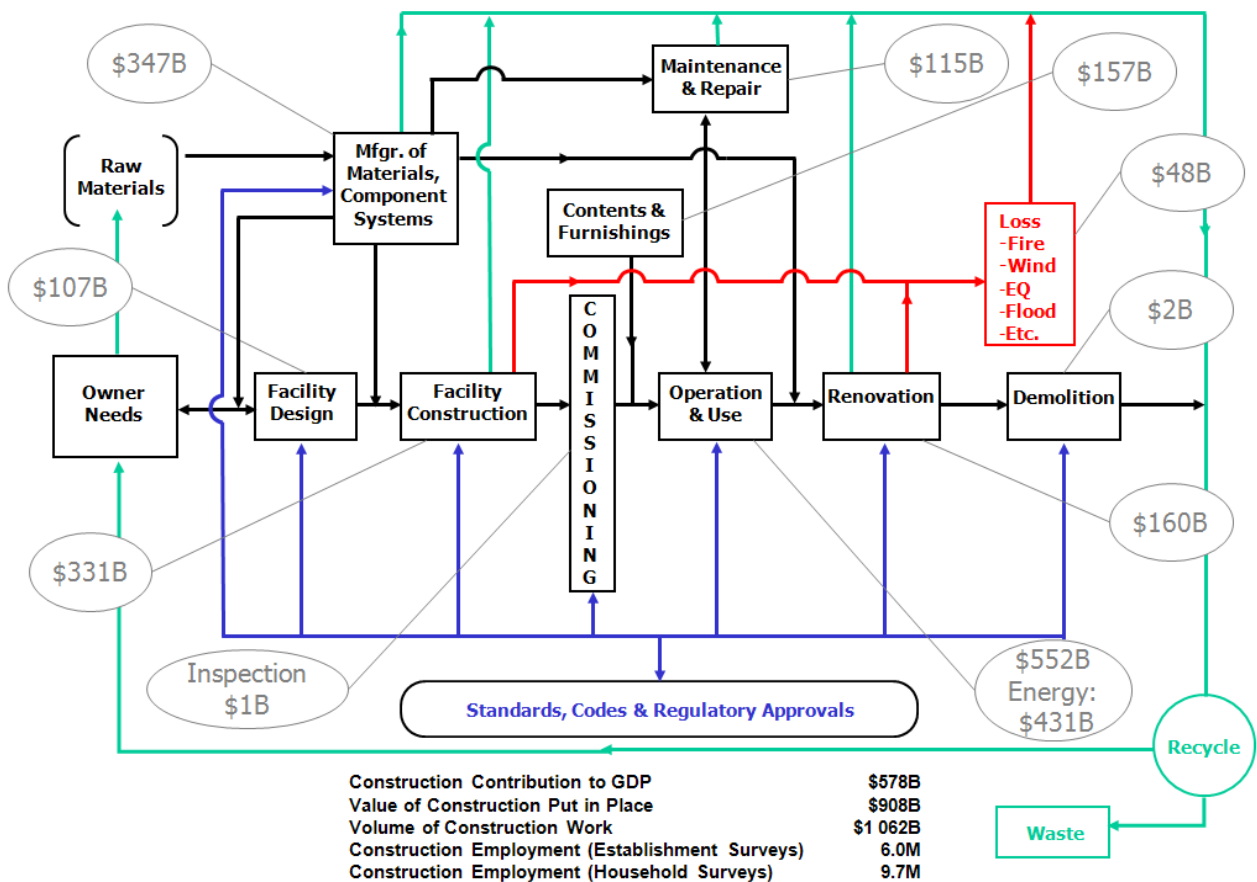 $347B
Maintenance
& Repair
$115B
$157B
Raw
Materials
Mfgr. of
Materials,
Component
Systems
Contents &
Furnishings
$48B
Loss
-Fire
-Wind
-EQ
-Flood
-Etc.
$107B
$2B
COMMISSIONING
Owner
Needs
Facility
Design
Facility
Construction
Operation
& Use
Renovation
Demolition
$331B
$160B
Inspection
$1B
Standards, Codes & Regulatory Approvals
$552B
Energy:
$431B
Recycle
Waste
Construction Contribution to GDP $578B
Value of Construction Put in Place $908B
Volume of Construction Work $1 062B
Construction Employment (Establishment Surveys) 6.0M
Construction Employment (Household Surveys) 9.7M